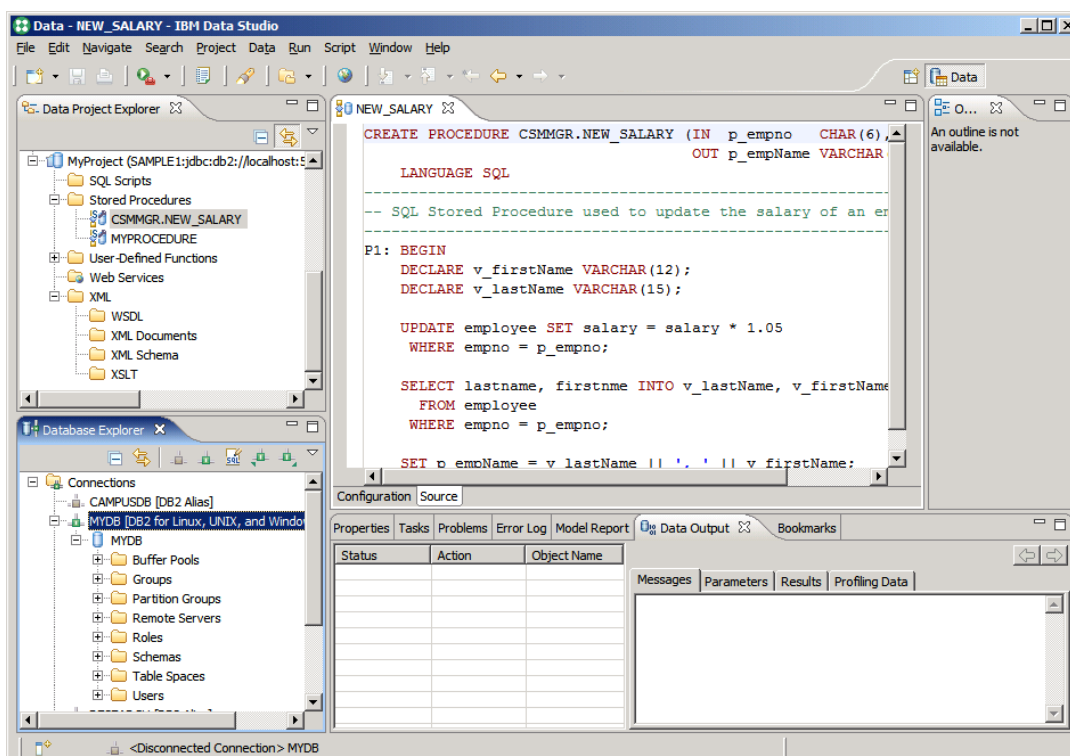 Data - NEW_SALARY - IBM Data Studio
File Edit Navigate Search Project Data Run Script Window Help
Data
Data Project Explorer
MyProject (SAMPLE1:jdbc:db2://localhost:5
SQL Scripts
Stored Procedures
CSMMGR.NEW_SALARY
MYPROCEDURE
User-Defined Functions
Web Services
XML
WSDL
XML Documents
XML Schema
XSLT
NEW_SALARY
CREATE PROCEDURE CSMMGR.NEW_SALARY (IN p_empno CHAR(6),
OUT p_empName VARCHAR
LANGUAGE SQL
------------------------------------------------------------------------
-- SQL Stored Procedure used to update the salary of an en
------------------------------------------------------------------------
P1: BEGIN
DECLARE v_firstName VARCHAR(12);
DECLARE v_lastName VARCHAR(15);
UPDATE employee SET salary = salary * 1.05
WHERE empno = p_empno;
SELECT lastname, firstnme INTO v_lastName, v_firstName
FROM employee
WHERE empno = p_empno;
SET p_empName = v_lastName || ', ' || v_firstName;
Configuration Source
O...
An outline is not
available.
Database Explorer
SQL
Connections
CAMPUSDB [DB2 Alias]
MYDB [DB2 for Linux, UNIX, and Windo
MYDB
Buffer Pools
Groups
Partition Groups
Remote Servers
Roles
Schemas
Table Spaces
Users
Properties Tasks Problems Error Log Model Report Data Output Bookmarks
Status Action Object Name
Messages Parameters Results Profiling Data
<Disconnected Connection> MYDB